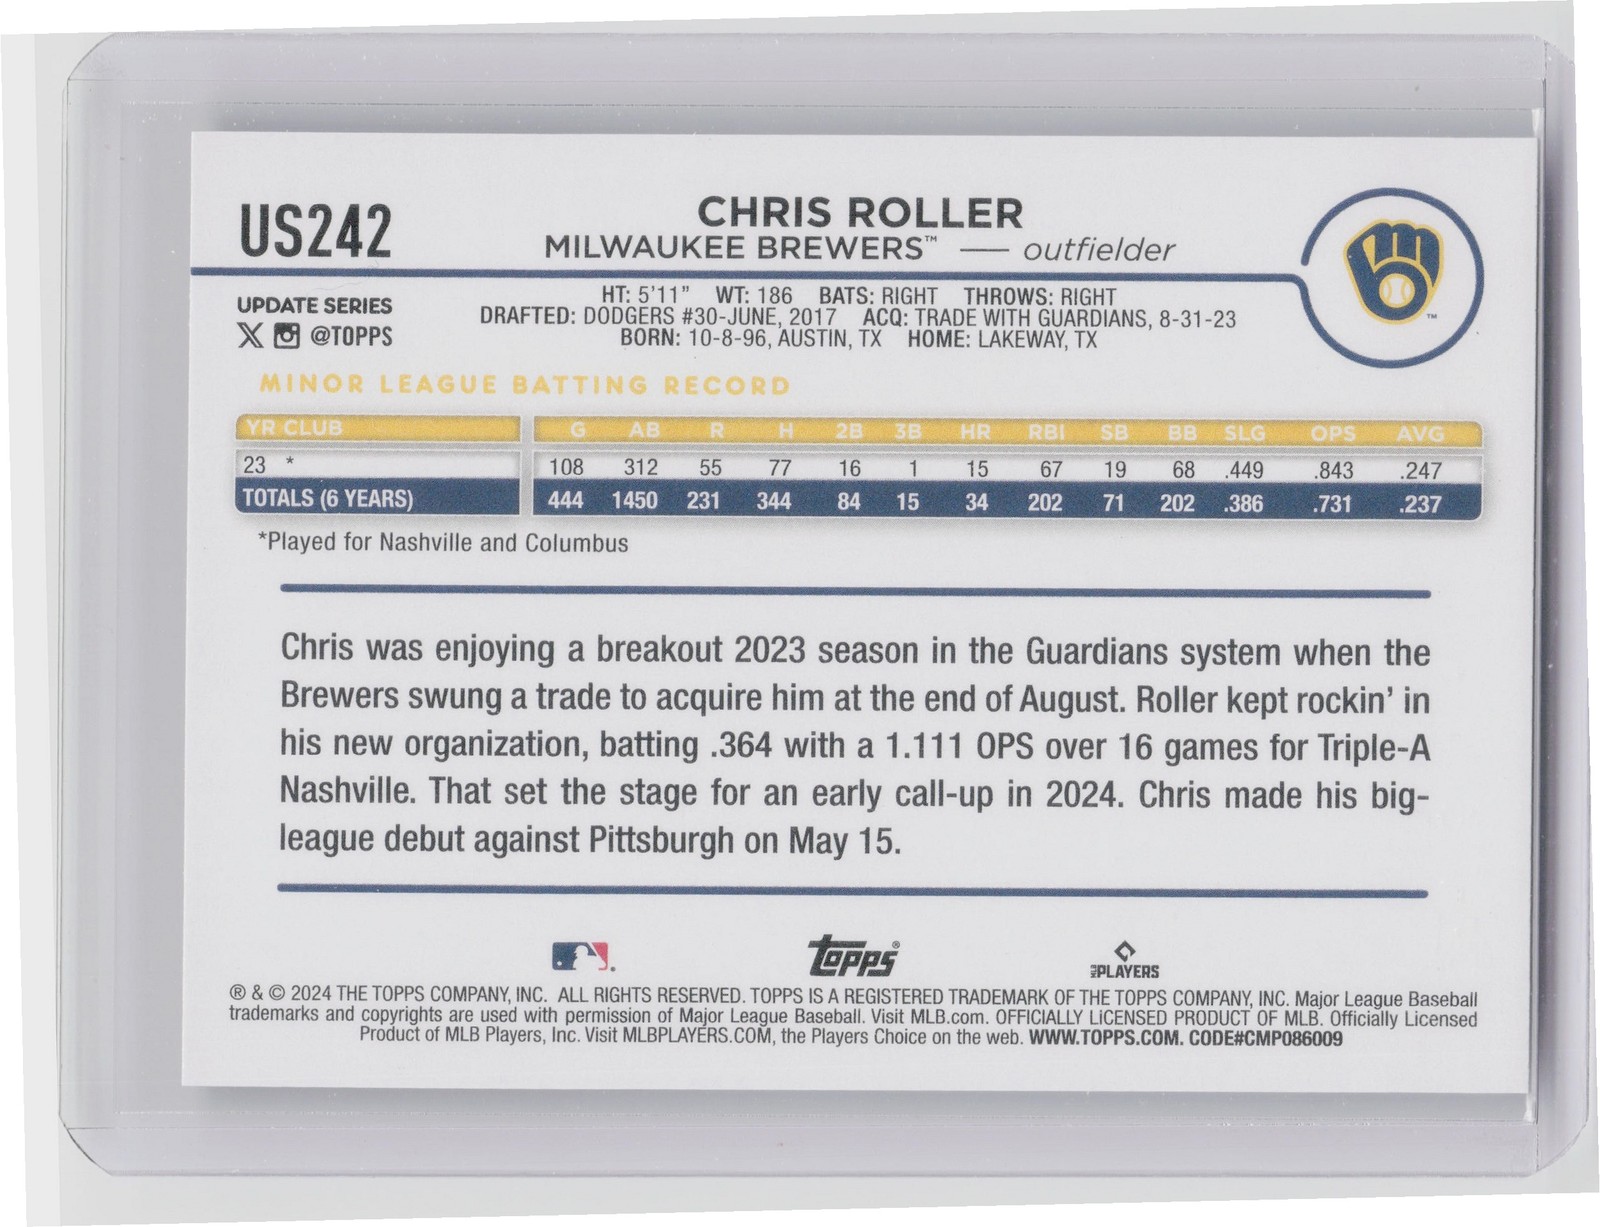 US242
CHRIS ROLLER
MILWAUKEE BREWERS™ — outfielder
UPDATE SERIES
@TOPPS
HT: 5'11" WT: 186 BATS: RIGHT THROWS: RIGHT
DRAFTED: DODGERS #30-JUNE, 2017 ACQ: TRADE WITH GUARDIANS, 8-31-23
BORN: 10-8-96, AUSTIN, TX HOME: LAKEWAY, TX
MINOR LEAGUE BATTING RECORD
YR CLUB G AB R H 2B 3B HR RBI SB BB SLG OPS AVG
23 * 108 312 55 77 16 1 15 67 19 68 .449 .843 .247
TOTALS (6 YEARS) 444 1450 231 344 84 15 34 202 71 202 .386 .731 .237
*Played for Nashville and Columbus
Chris was enjoying a breakout 2023 season in the Guardians system when the
Brewers swung a trade to acquire him at the end of August. Roller kept rockin' in
his new organization, batting .364 with a 1.111 OPS over 16 games for Triple-A
Nashville. That set the stage for an early call-up in 2024. Chris made his big-
league debut against Pittsburgh on May 15.
Topps®
MLB PLAYERS
® & © 2024 THE TOPPS COMPANY, INC. ALL RIGHTS RESERVED. TOPPS IS A REGISTERED TRADEMARK OF THE TOPPS COMPANY, INC. Major League Baseball
trademarks and copyrights are used with permission of Major League Baseball. Visit MLB.com. OFFICIALLY LICENSED PRODUCT OF MLB. Officially Licensed
Product of MLB Players, Inc. Visit MLBPLAYERS.COM, the Players Choice on the web. WWW.TOPPS.COM. CODE#CMP086009